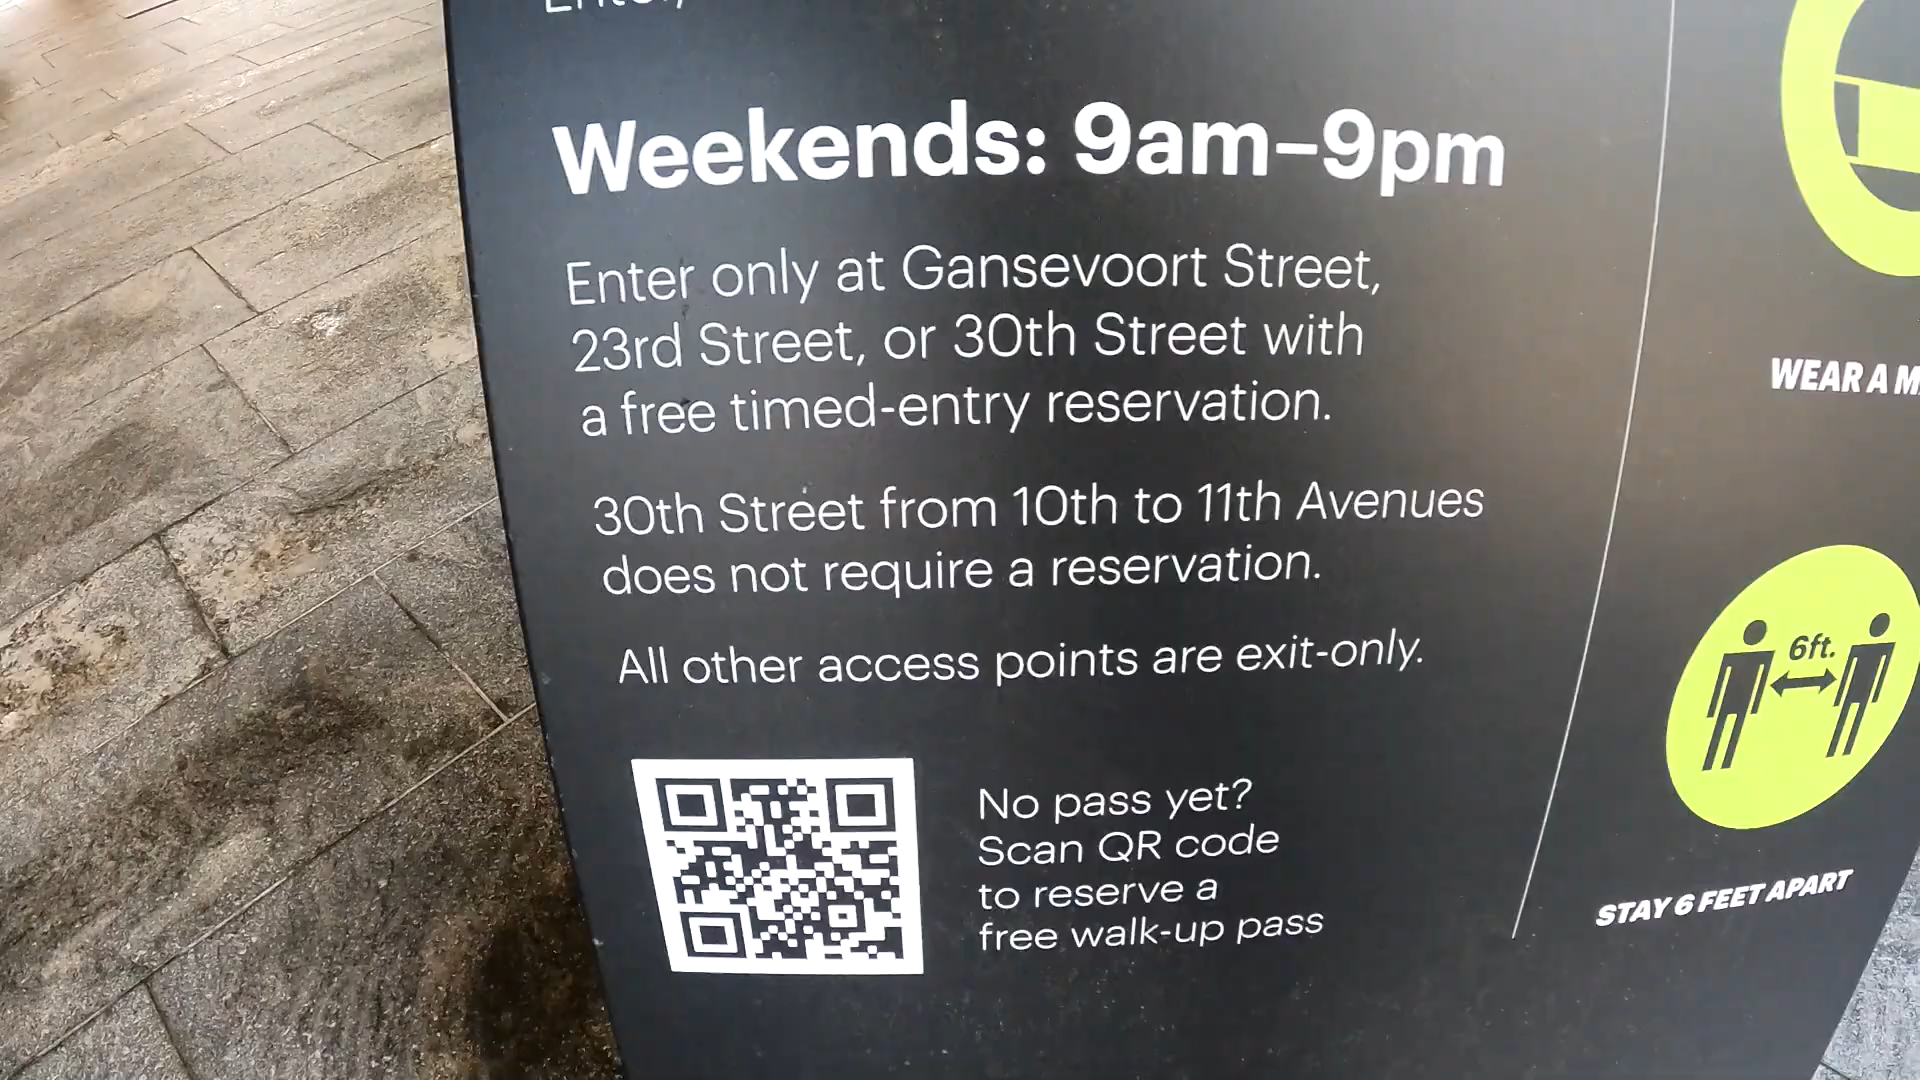 Weekends: 9am–9pm
Enter only at Gansevoort Street,
23rd Street, or 30th Street with
a free timed-entry reservation.
30th Street from 10th to 11th Avenues
does not require a reservation.
All other access points are exit-only.
No pass yet?
Scan QR code
to reserve a
free walk-up pass
WEAR A
6ft.
STAY 6 FEET APART